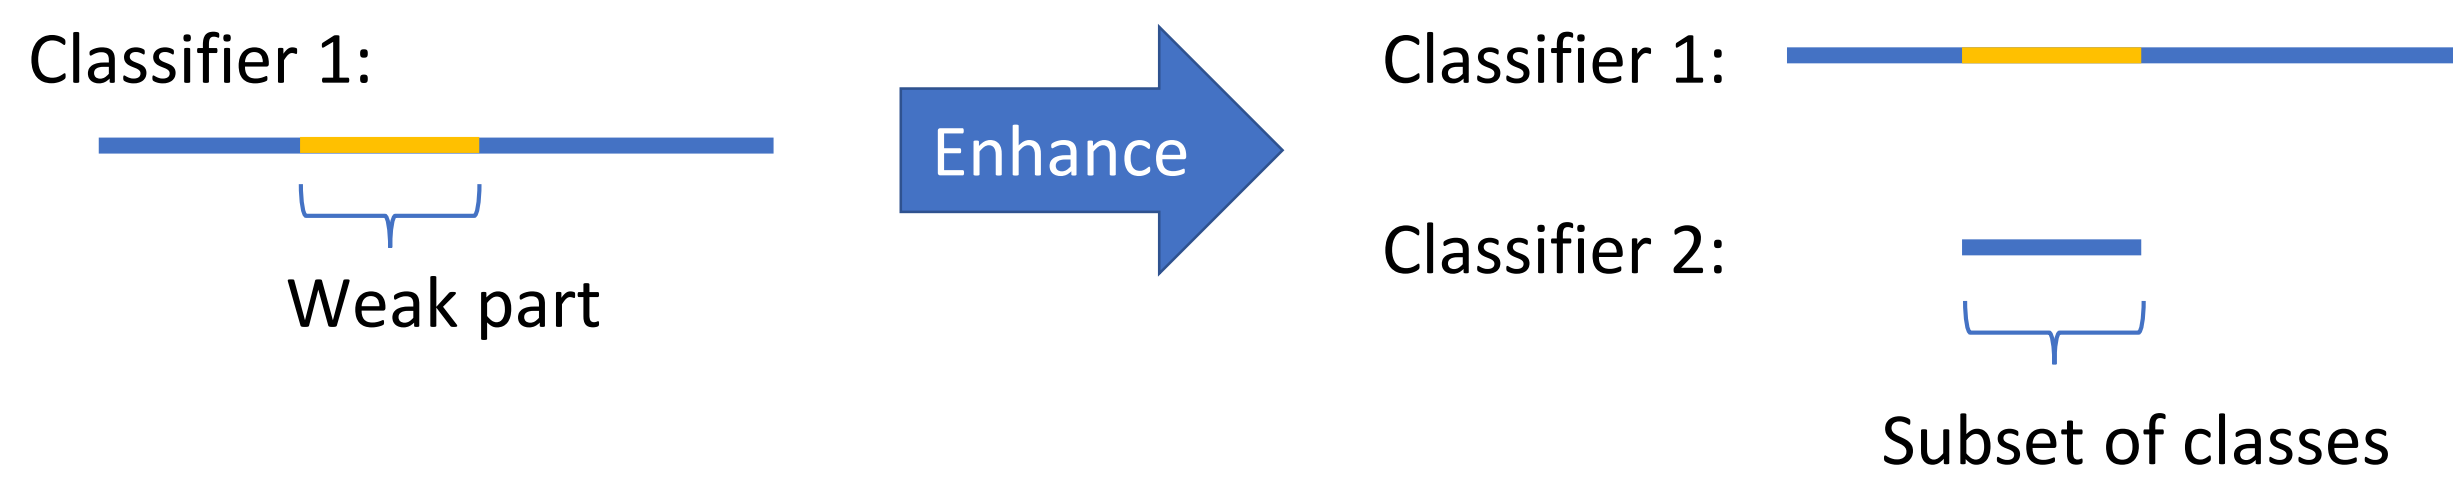 Classifier 1:
Weak part
Enhance
Classifier 1:
Classifier 2:
Subset of classes